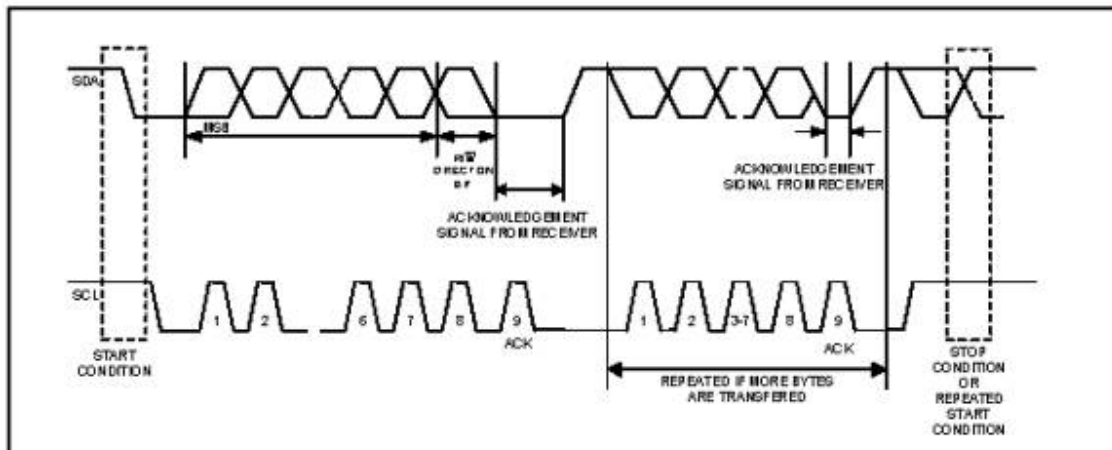 SDA
MSB
R/W
DIRECTION
ACKNOWLEDGEMENT
SIGNAL FROM RECEIVER
ACKNOWLEDGEMENT
SIGNAL FROM RECEIVER
SCL
1
2
6
7
8
9
1
2
3-7
8
9
ACK
ACK
START
CONDITION
REPEATED IF MORE BYTES
ARE TRANSFERED
STOP
CONDITION
OR
REPEATED
START
CONDITION